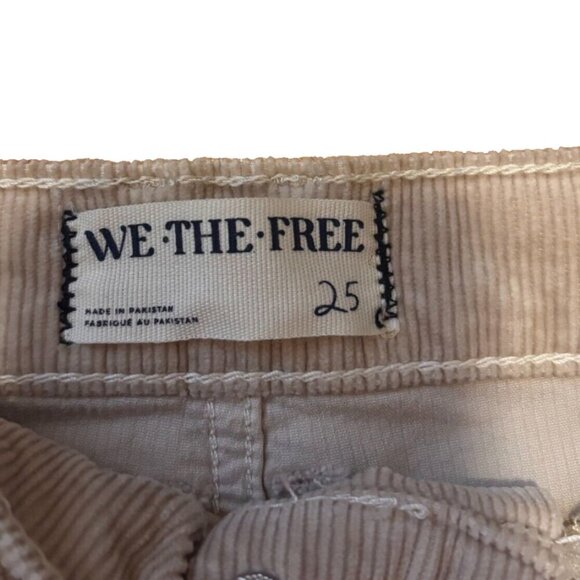 WE·THE·FREE
25
MADE IN PAKISTAN
FABRIQUÉ AU PAKISTAN